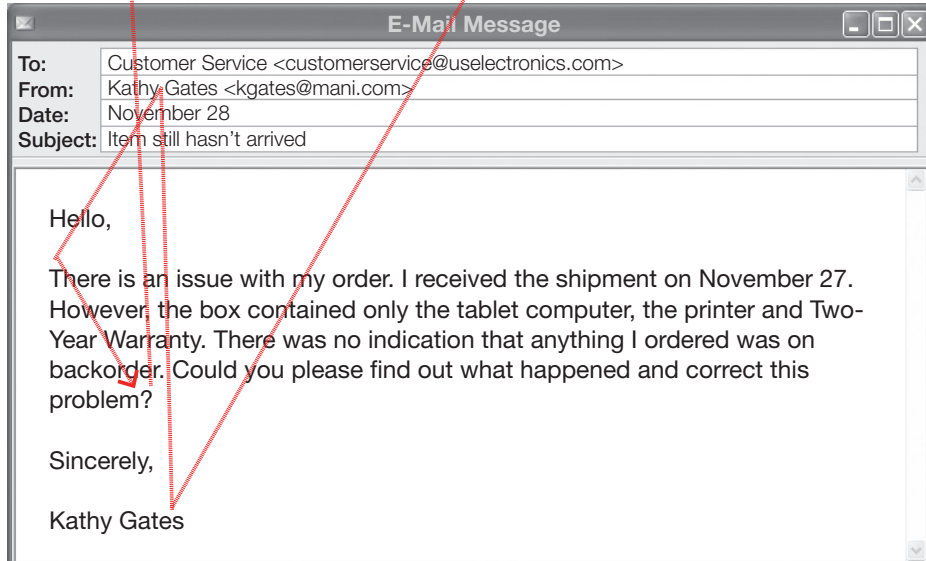 E-Mail Message
To: Customer Service <customerservice@uselectronics.com>
From: Kathy Gates <kgates@mani.com>
Date: November 28
Subject: Item still hasn't arrived
Hello,
There is an issue with my order. I received the shipment on November 27.
However, the box contained only the tablet computer, the printer and Two-
Year Warranty. There was no indication that anything I ordered was on
backorder. Could you please find out what happened and correct this
problem?
Sincerely,
Kathy Gates